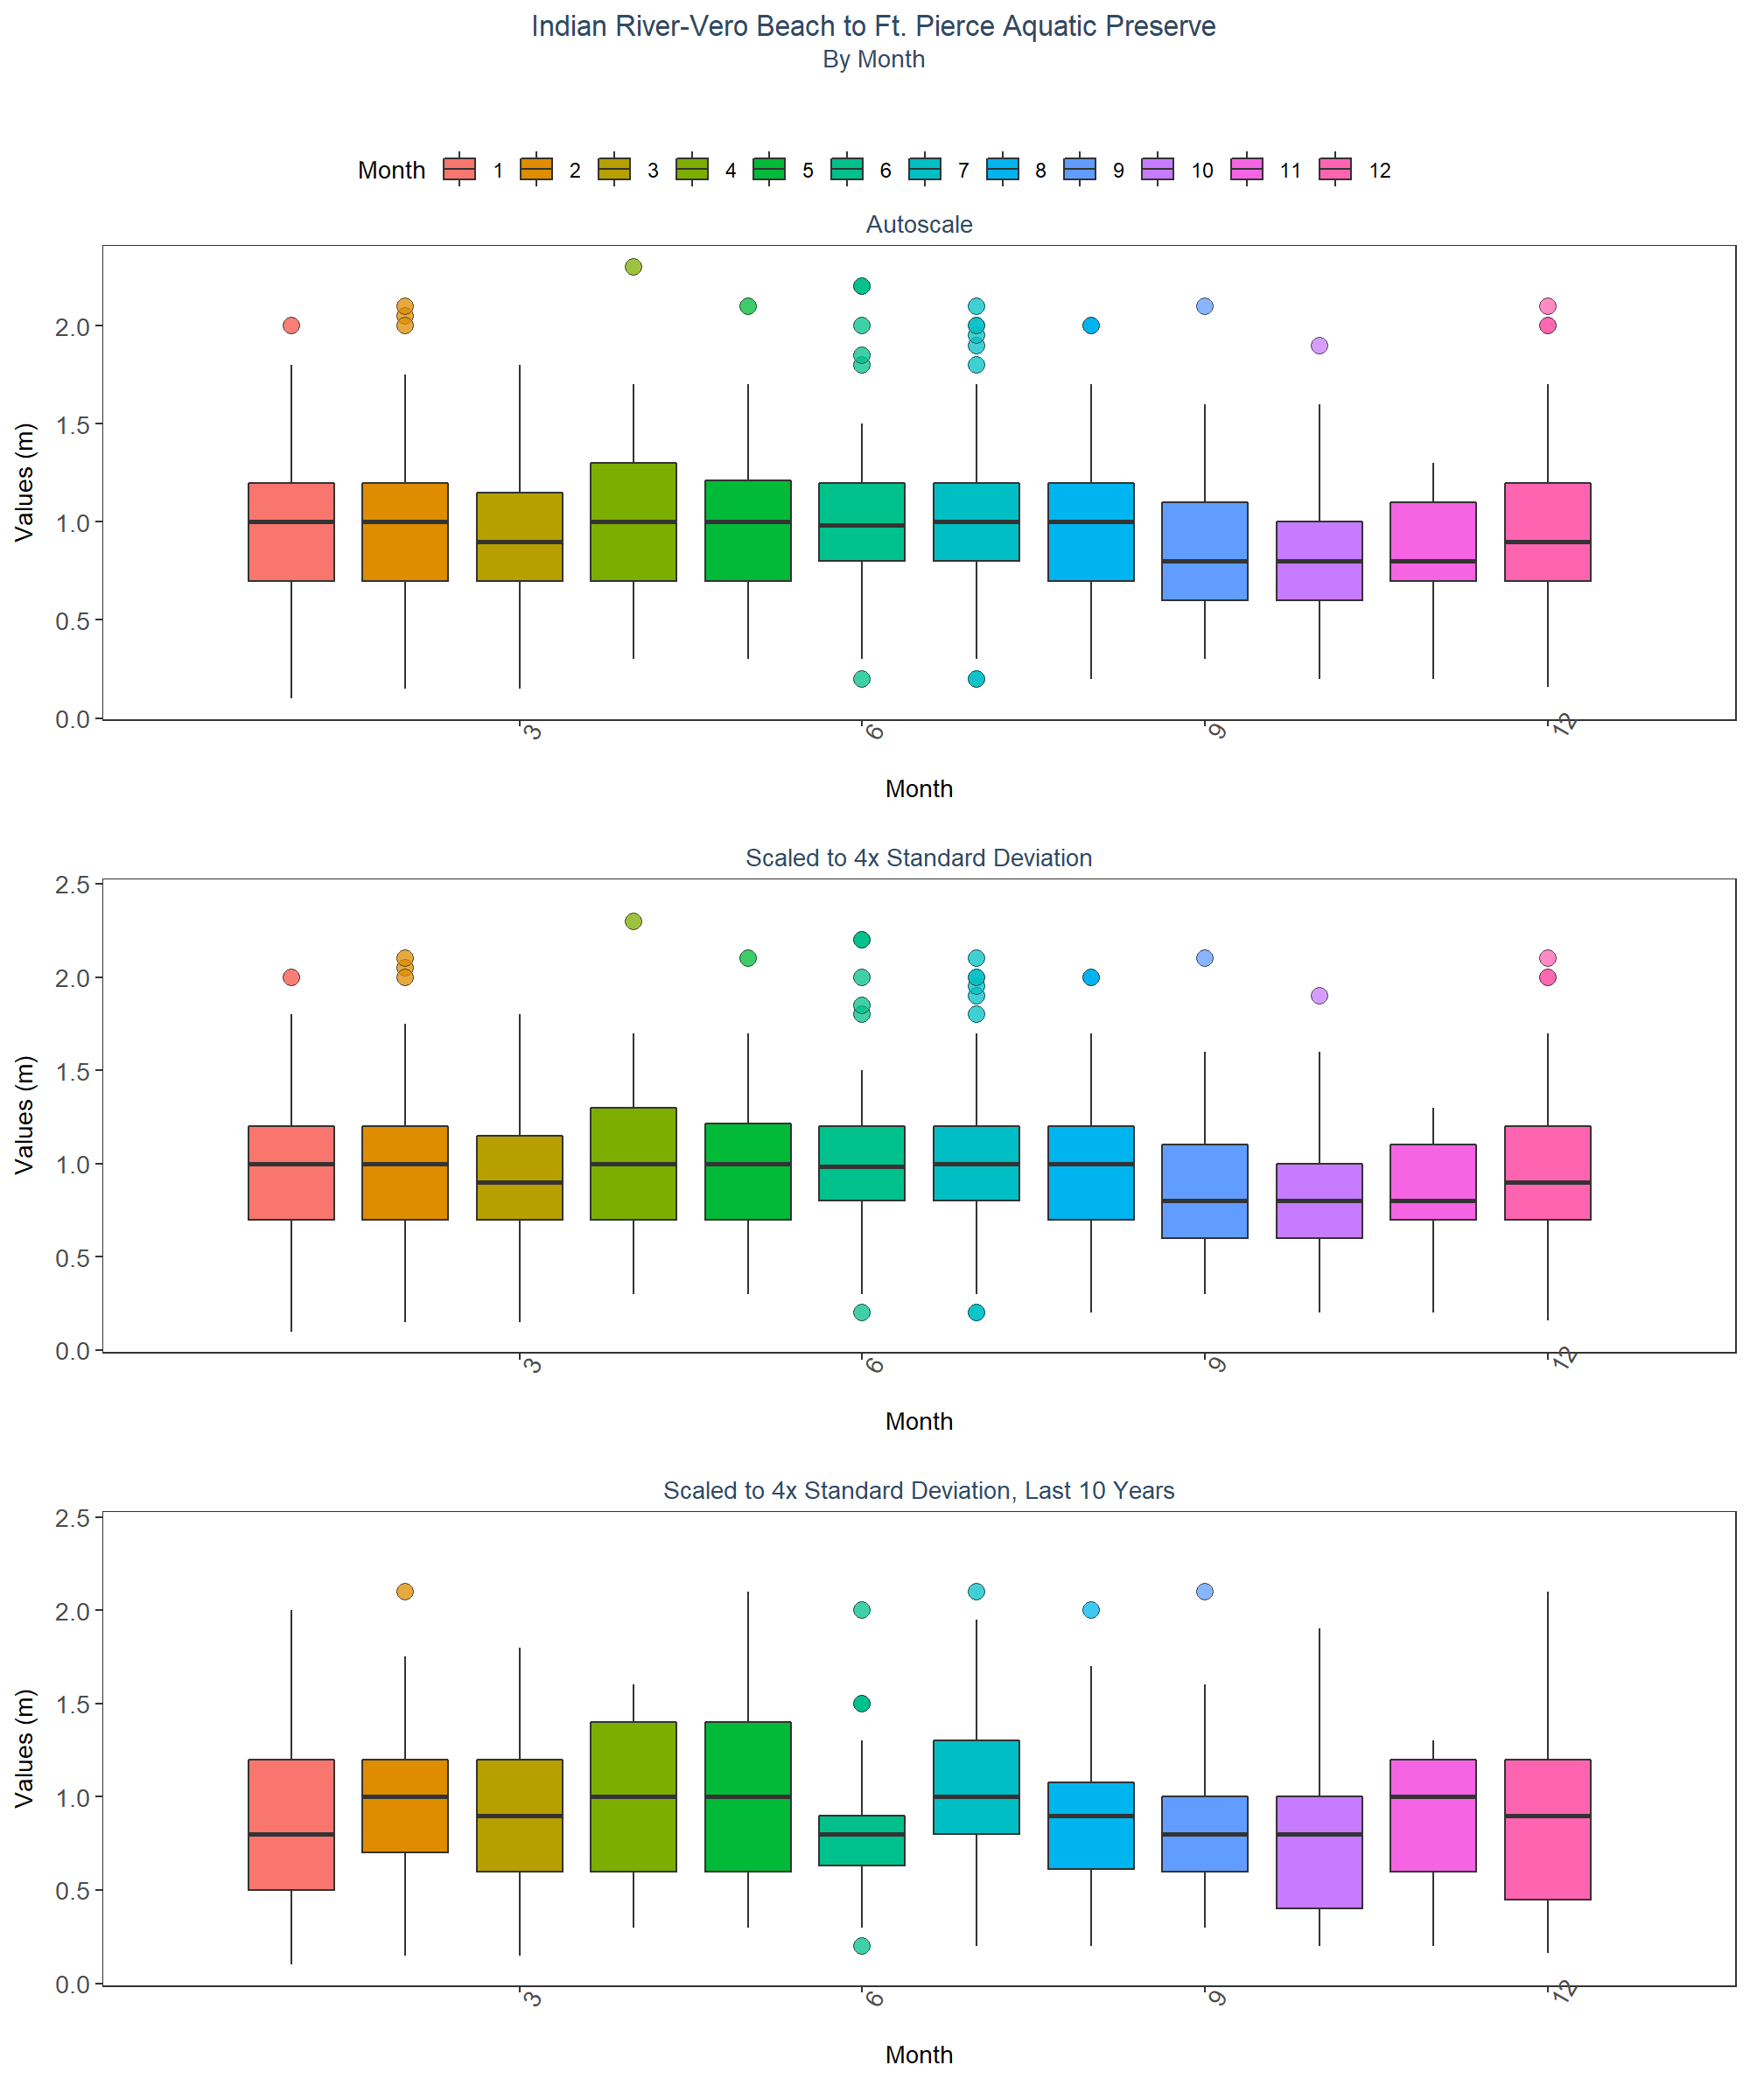 Indian River-Vero Beach to Ft. Pierce Aquatic Preserve
By Month
Month 1 2 3 4 5 6 7 8 9 10 11 12
Autoscale
Values (m)
2.0
1.5
1.0
0.5
0.0
3 6 9 12
Month
Scaled to 4x Standard Deviation
Values (m)
2.5
2.0
1.5
1.0
0.5
0.0
3 6 9 12
Month
Scaled to 4x Standard Deviation, Last 10 Years
Values (m)
2.5
2.0
1.5
1.0
0.5
0.0
3 6 9 12
Month